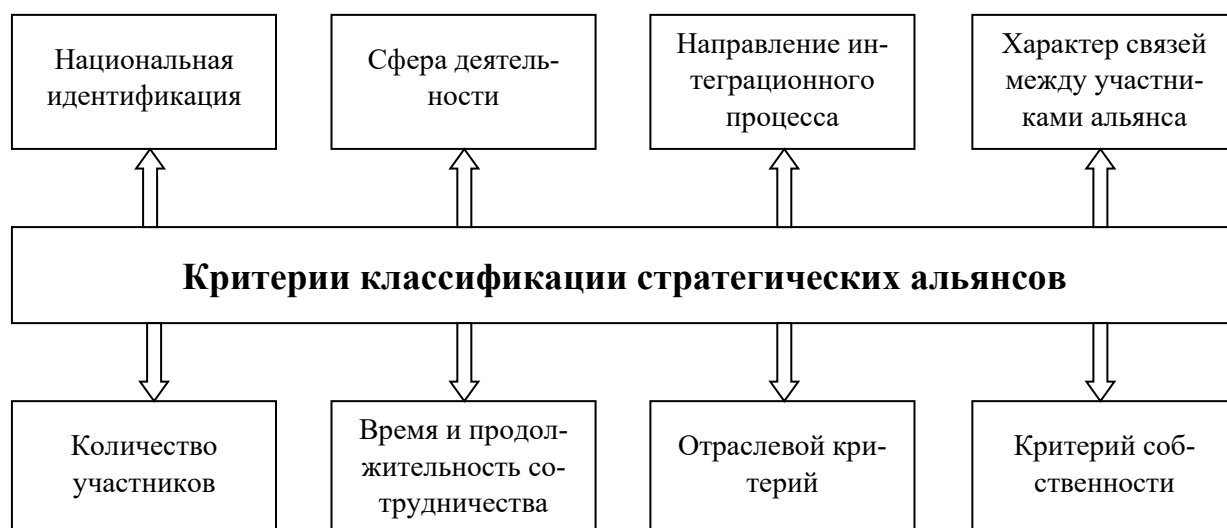 Национальная
идентификация
Сфера деятель-
ности
Направление ин-
теграционного
процесса
Характер связей
между участни-
ками альянса
Критерии классификации стратегических альянсов
Количество
участников
Время и продол-
жительность со-
трудничества
Отраслевой кри-
терий
Критерий соб-
ственности